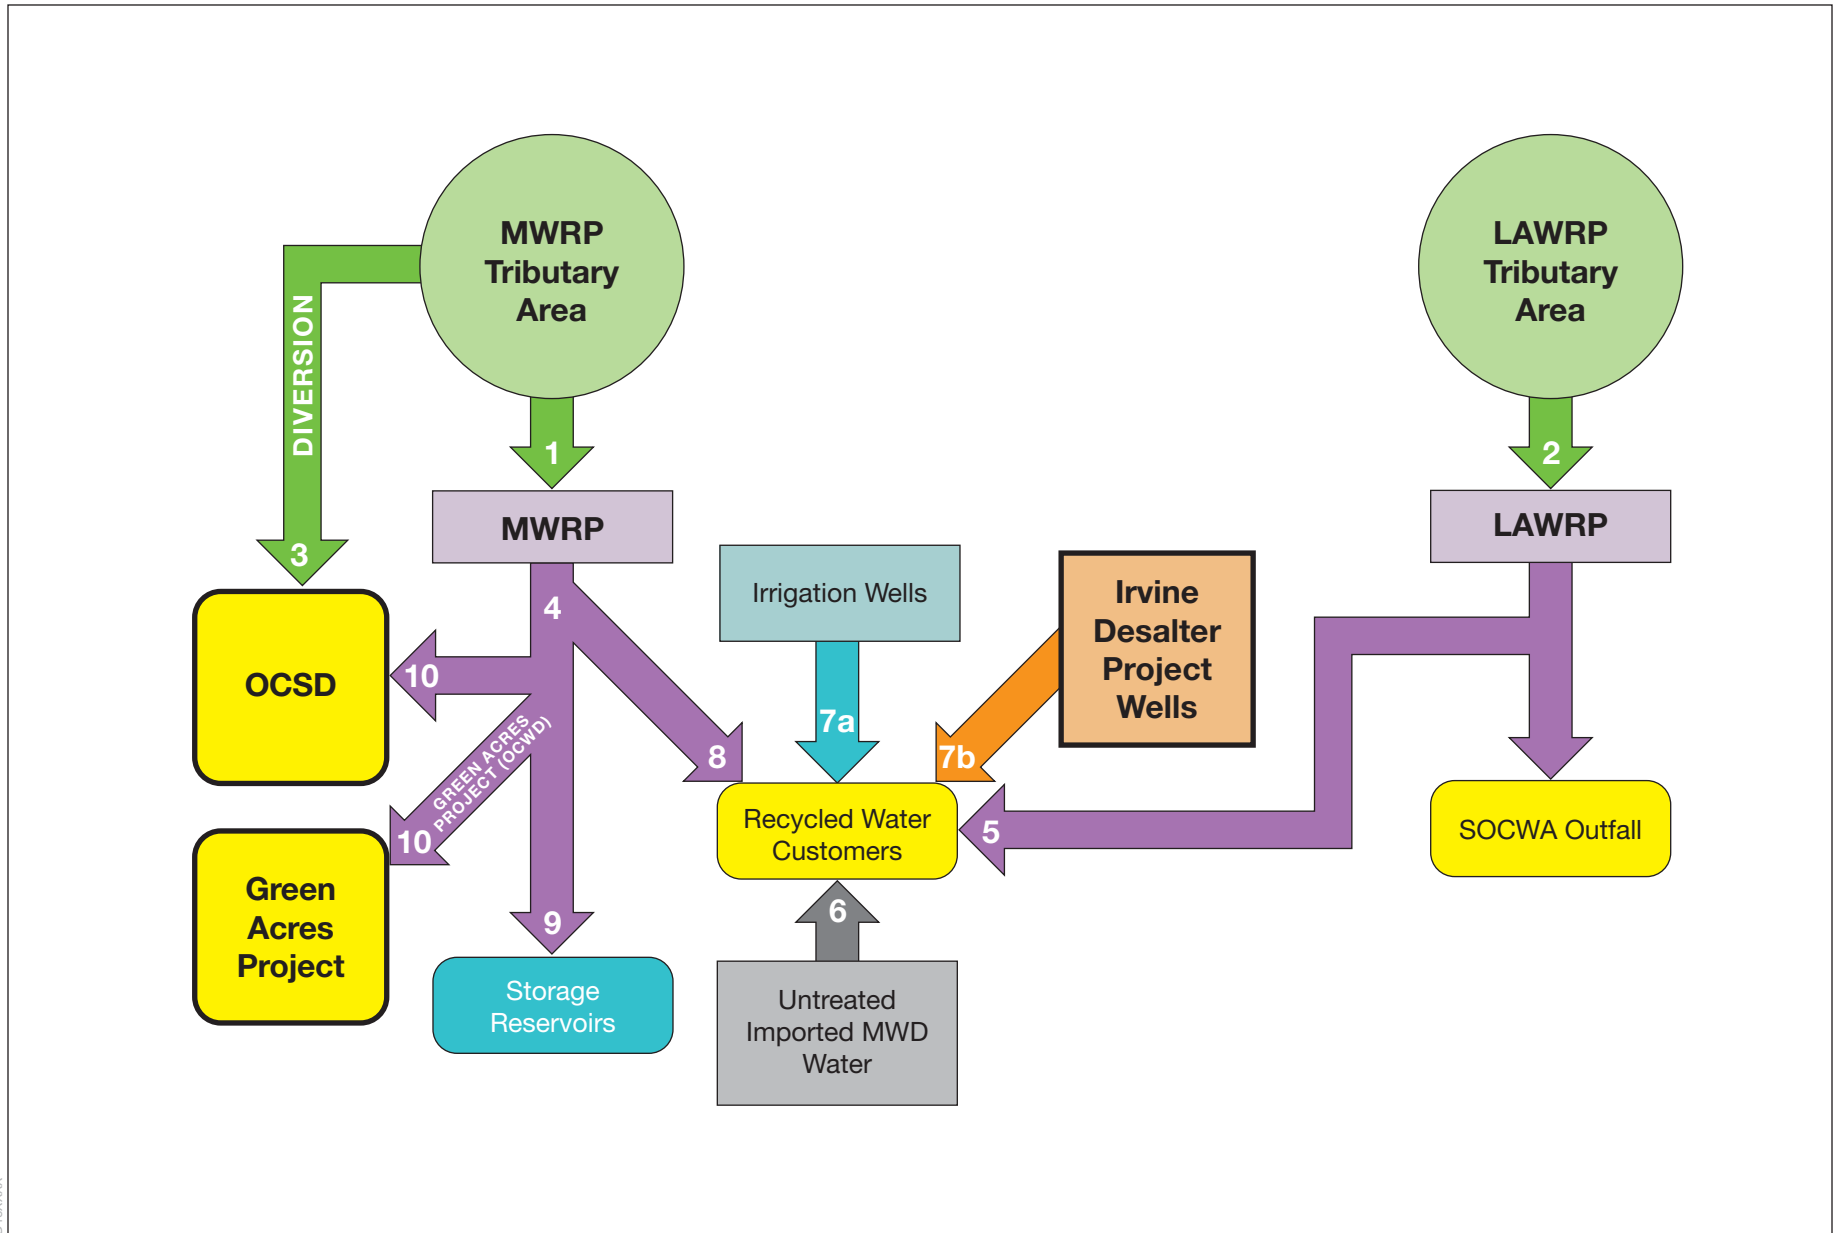 MWRP
Tributary
Area
LAWRP
Tributary
Area
DIVERSION
1
2
3
MWRP
LAWRP
4
Irrigation Wells
Irvine
Desalter
Project
Wells
OCSD
10
7a
8
7b
GREEN ACRES
PROJECT (OCWD)
10
Recycled Water
Customers
5
SOCWA Outfall
Green
Acres
Project
9
6
Storage
Reservoirs
Untreated
Imported MWD
Water